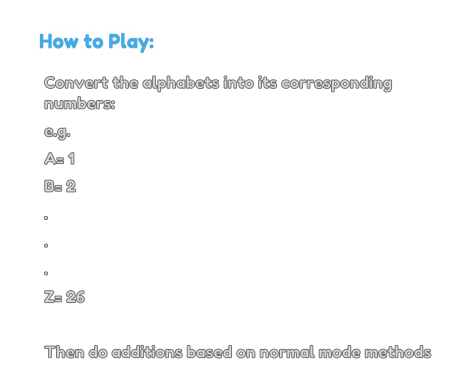 How to Play:
Convert the alphabets into its corresponding
numbers:
e.g.
A= 1
B= 2
.
.
.
Z= 26
Then do additions based on normal mode methods